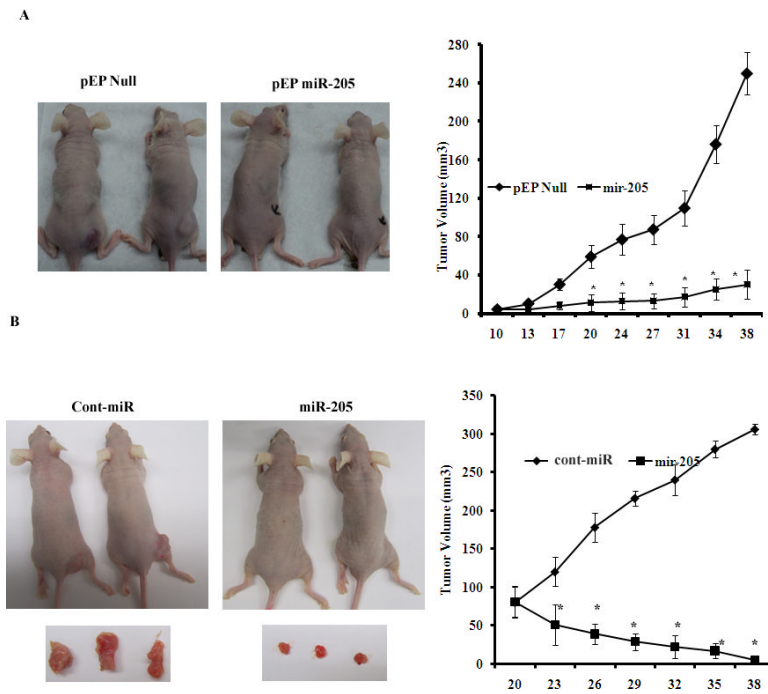 A
pEP Null
pEP miR-205
Tumor Volume (mm3)
280
240
200
160
120
80
40
0
pEP Null
mir-205
* * * * * *
10 13 17 20 24 27 31 34 38
B
Cont-miR
miR-205
Tumor Volume (mm3)
350
300
250
200
150
100
50
0
cont-miR
mir-205
* * * * * *
20 23 26 29 32 35 38